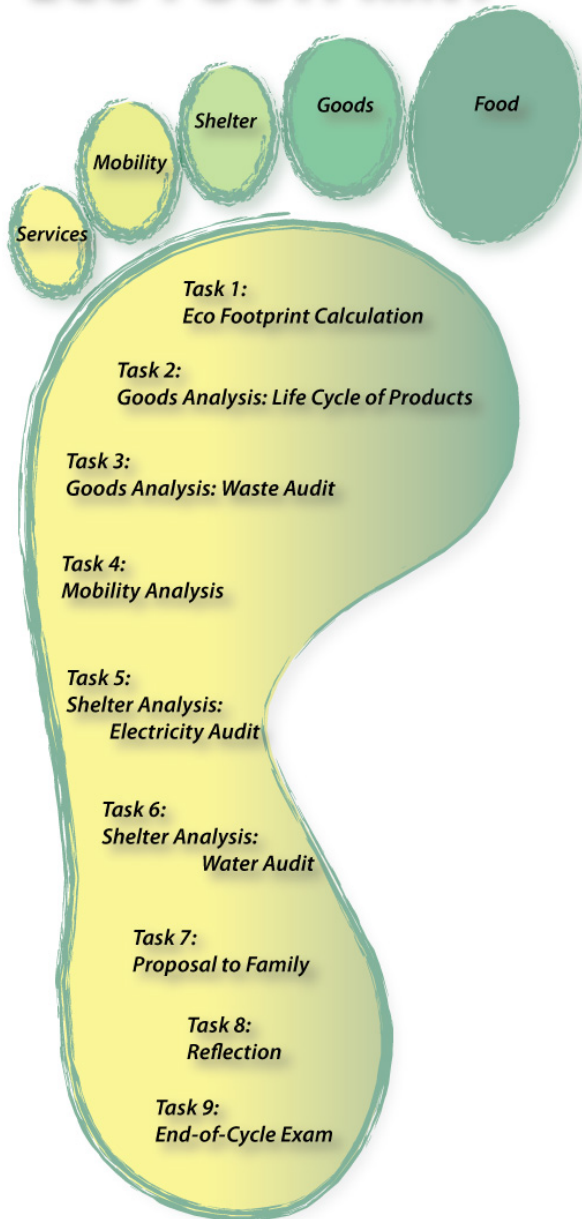 Food
Goods
Shelter
Mobility
Services
Task 1:
Eco Footprint Calculation
Task 2:
Goods Analysis: Life Cycle of Products
Task 3:
Goods Analysis: Waste Audit
Task 4:
Mobility Analysis
Task 5:
Shelter Analysis:
Electricity Audit
Task 6:
Shelter Analysis:
Water Audit
Task 7:
Proposal to Family
Task 8:
Reflection
Task 9:
End-of-Cycle Exam